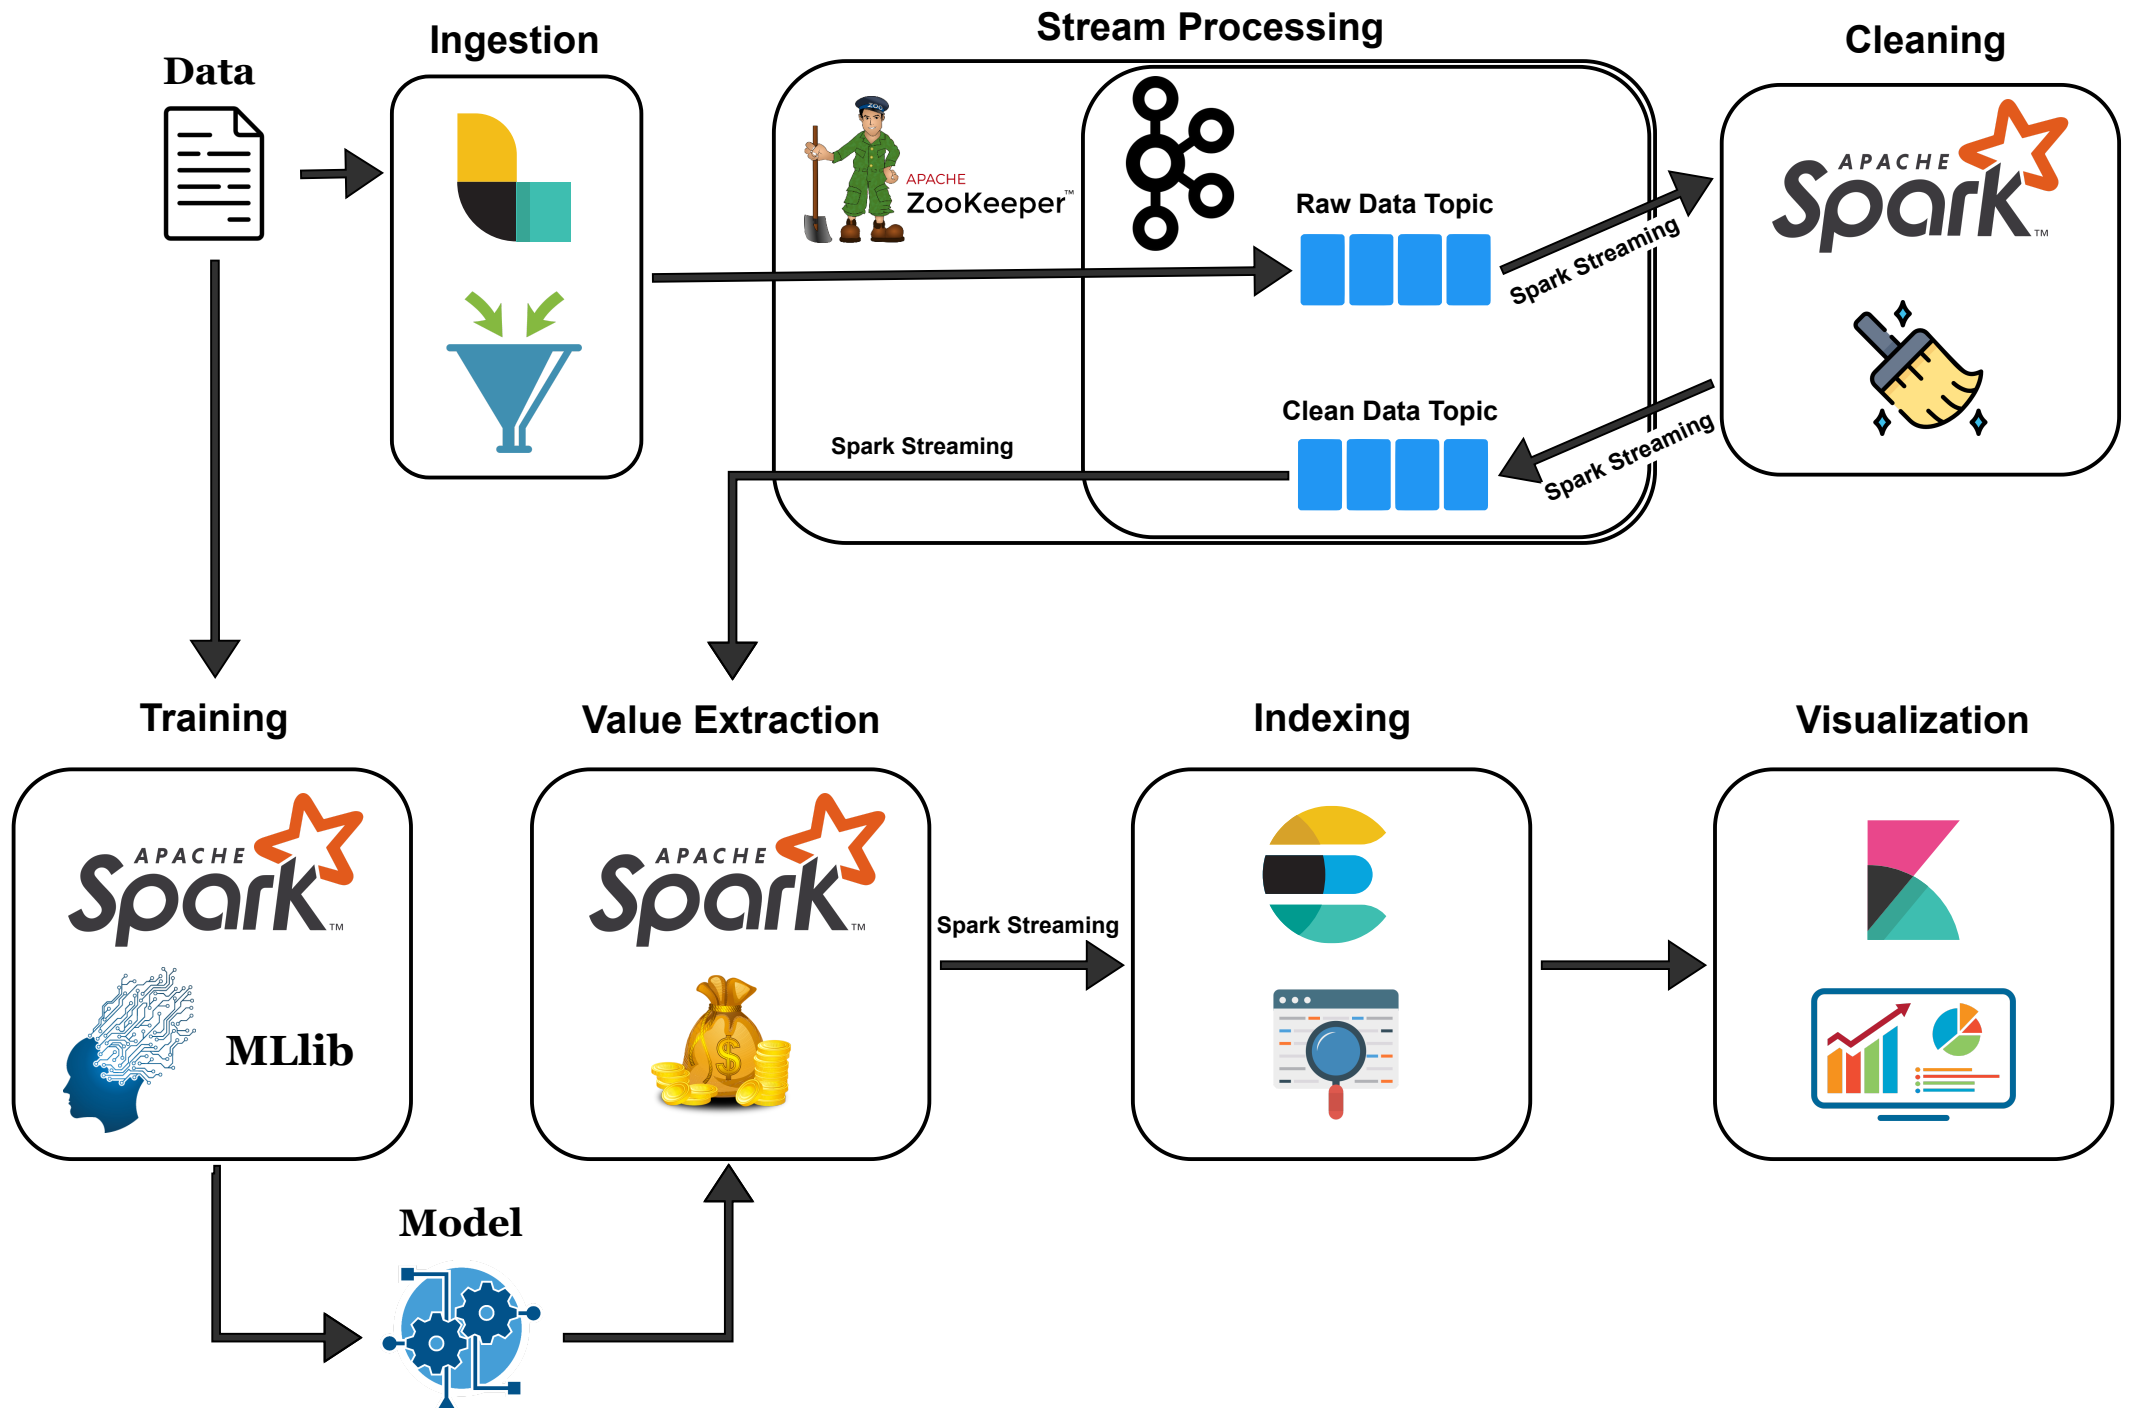 Data
Ingestion
Stream Processing
Cleaning
ZOO
APACHE
ZooKeeper™
Raw Data Topic
Spark Streaming
APACHE
Spark™
Clean Data Topic
Spark Streaming
Spark Streaming
Training
Value Extraction
Indexing
Visualization
APACHE
Spark™
MLlib
APACHE
Spark™
$
Spark Streaming
Model